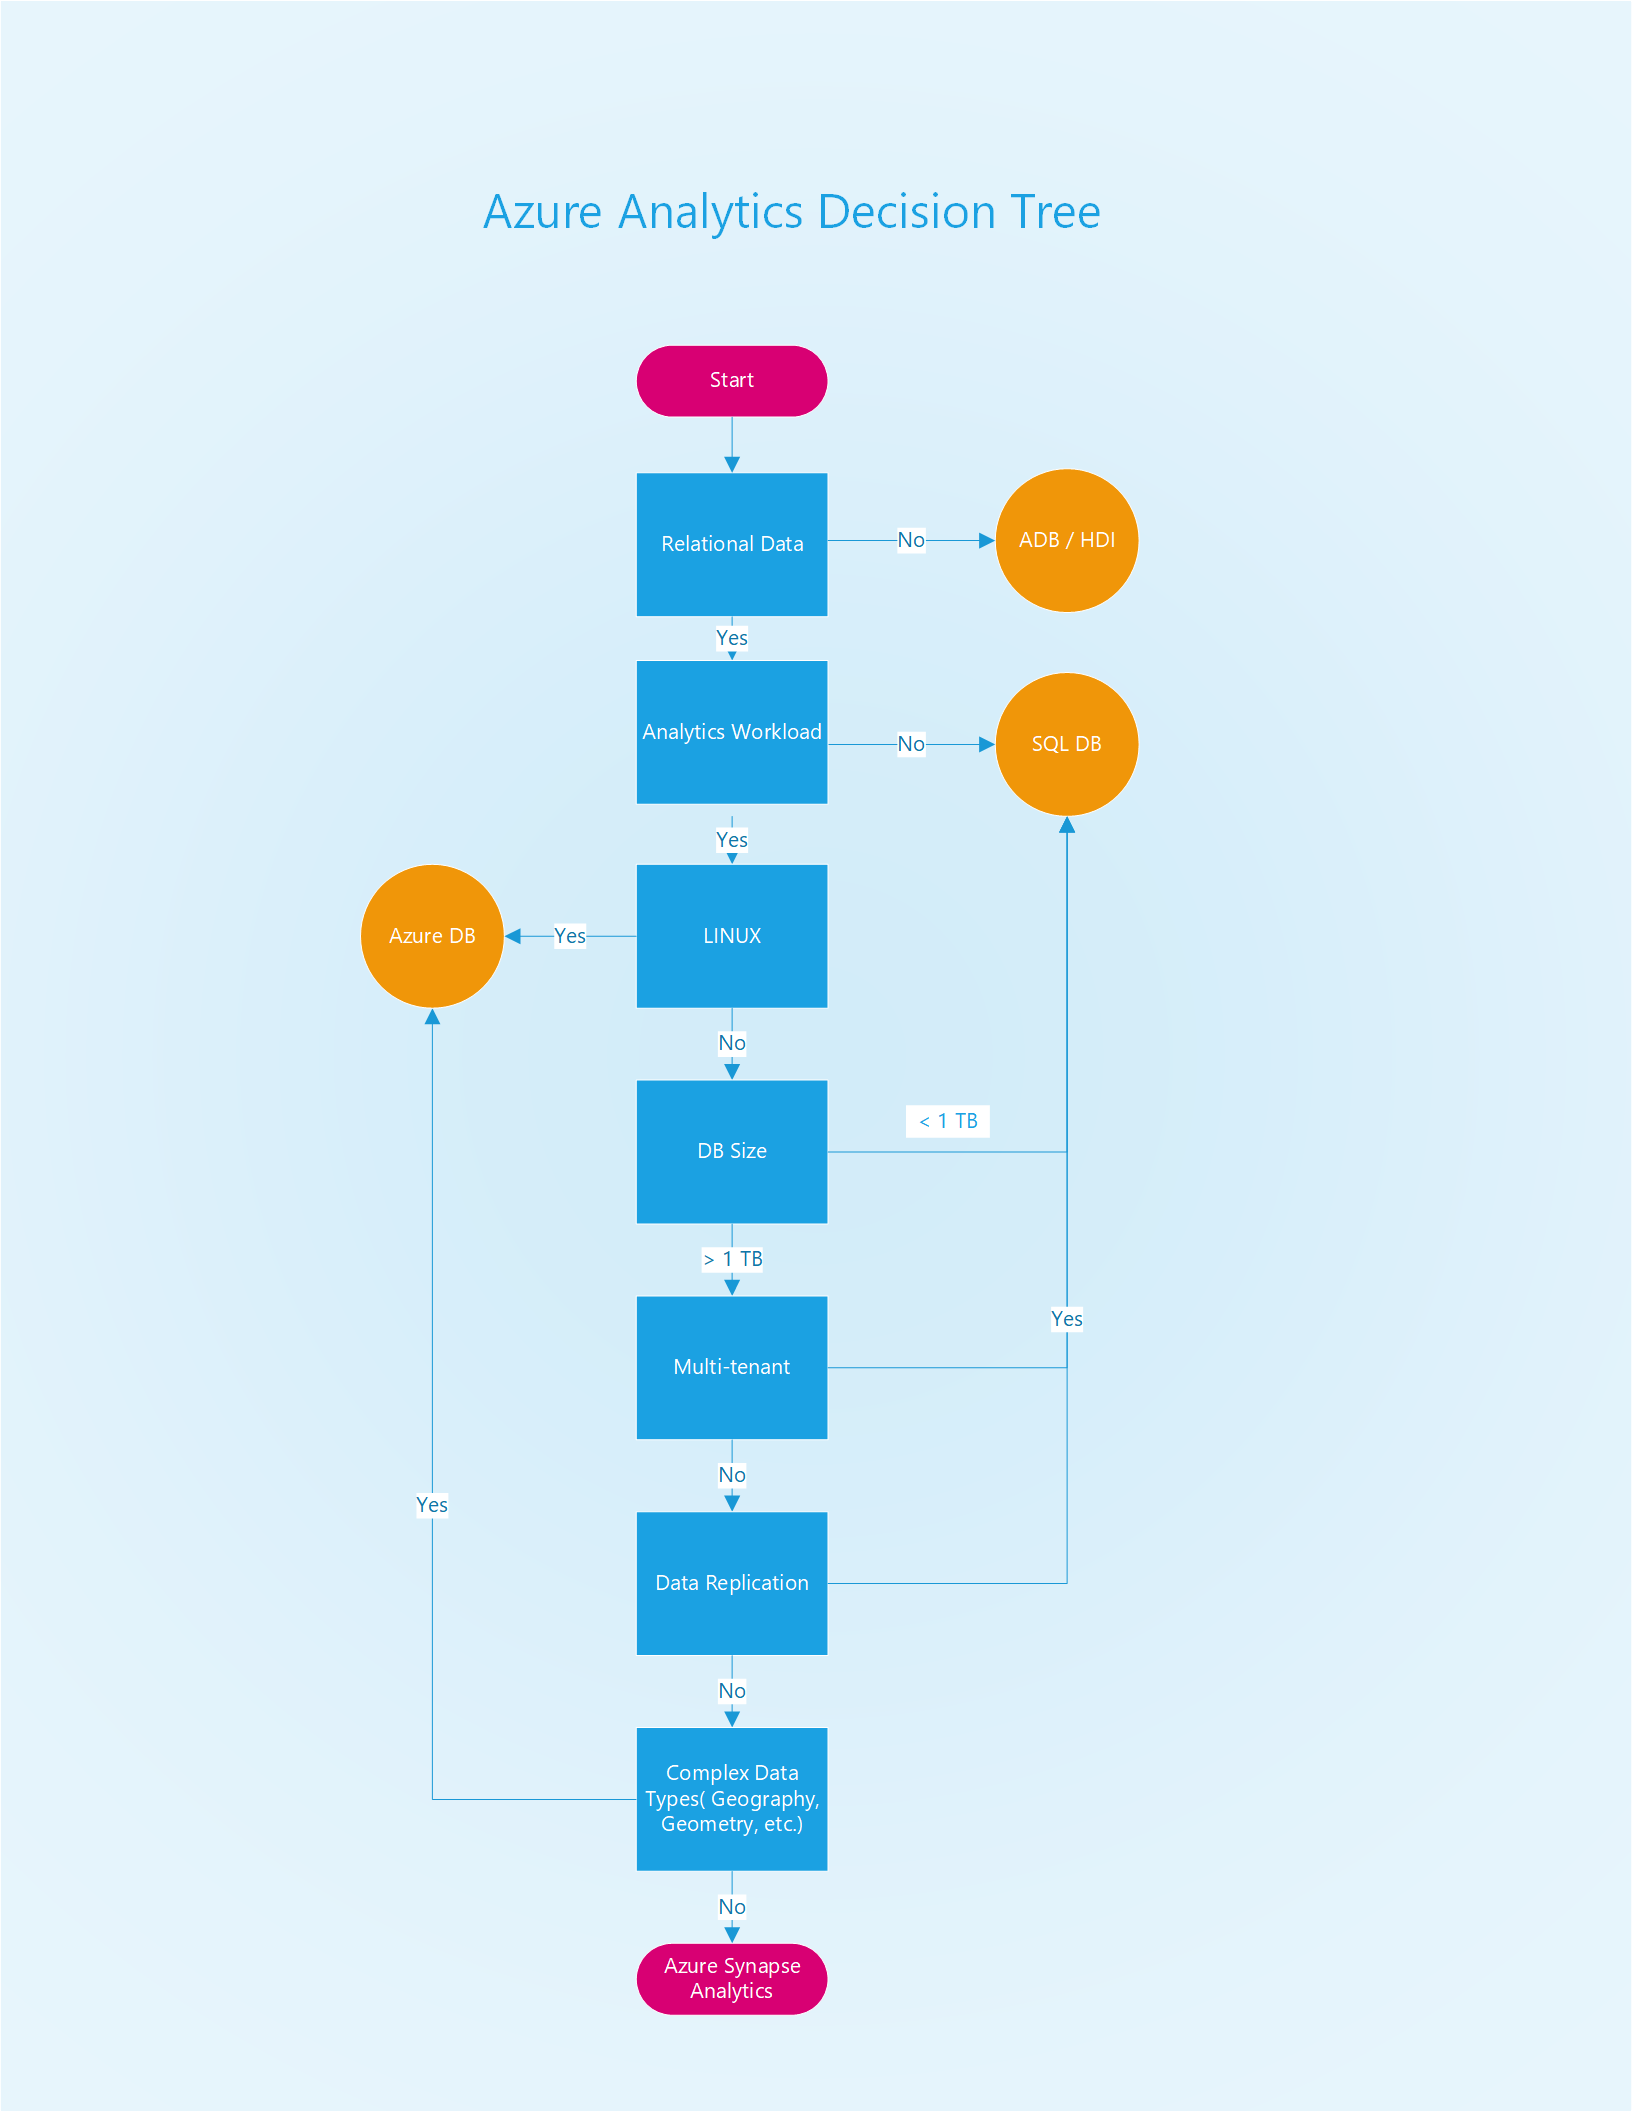 Azure Analytics Decision Tree
Start
Relational Data
No
ADB / HDI
Yes
Analytics Workload
No
SQL DB
Yes
Azure DB
Yes
LINUX
No
DB Size
< 1 TB
> 1 TB
Yes
Multi-tenant
No
Yes
Data Replication
No
Complex Data
Types( Geography,
Geometry, etc.)
No
Azure Synapse
Analytics